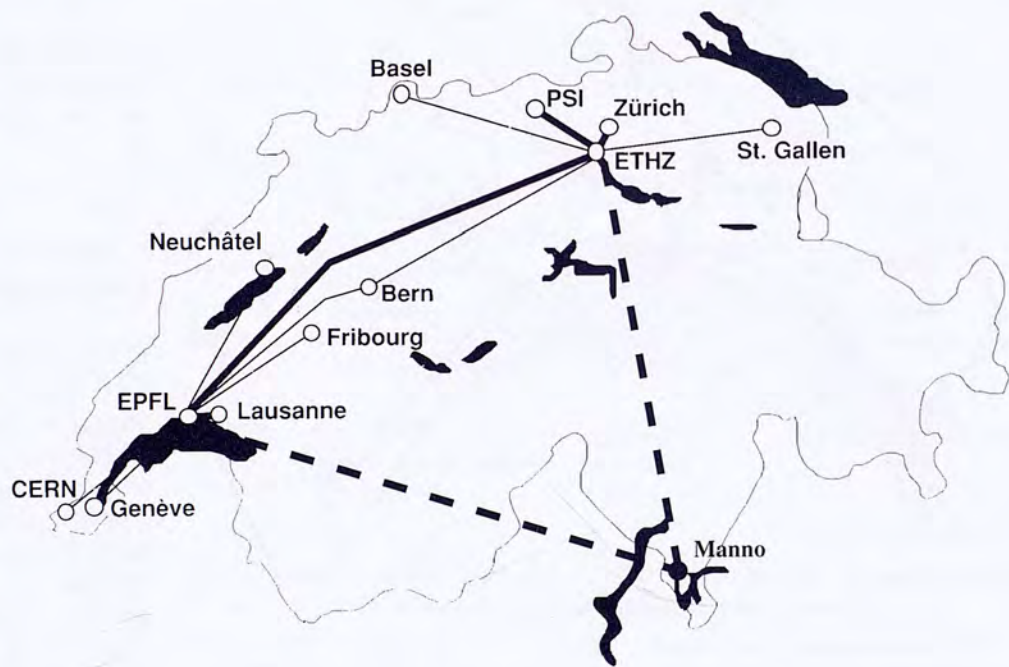 Basel
PSI
Zürich
ETHZ
St. Gallen
Neuchâtel
Bern
Fribourg
EPFL
Lausanne
CERN
Genève
Manno